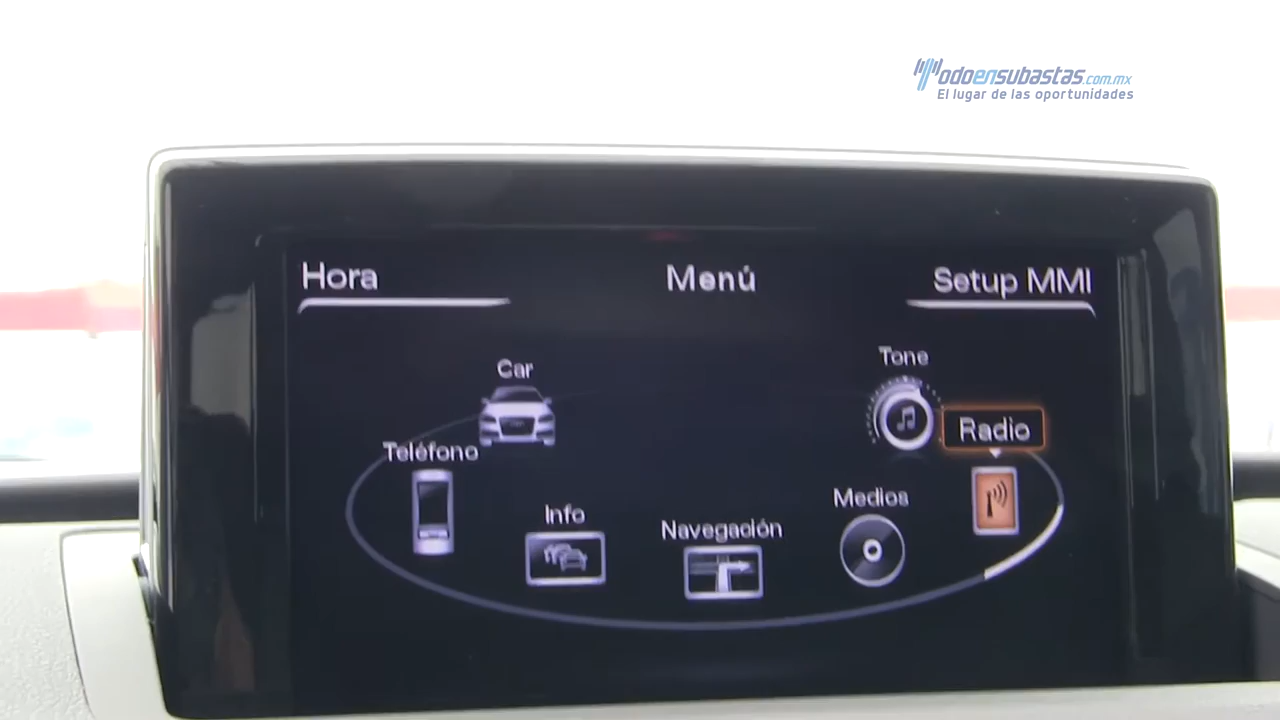 Todoensubastas.com.mx
El lugar de las oportunidades
Hora
Menú
Setup MMI
Car
Tone
Radio
Teléfono
Medios
Info
Navegación